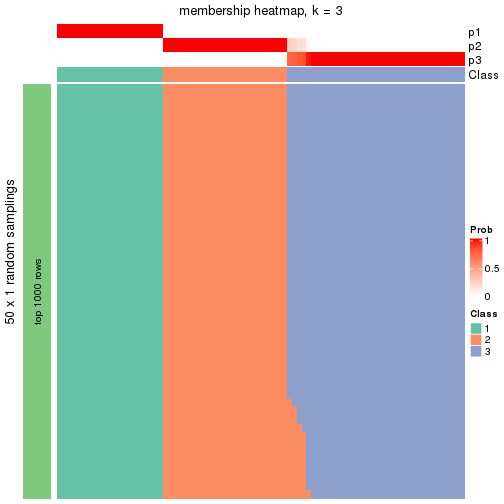 membership heatmap, k = 3
p1
p2
p3
Class
50 x 1 random samplings
top 1000 rows
Prob
1
0.5
0
Class
1
2
3